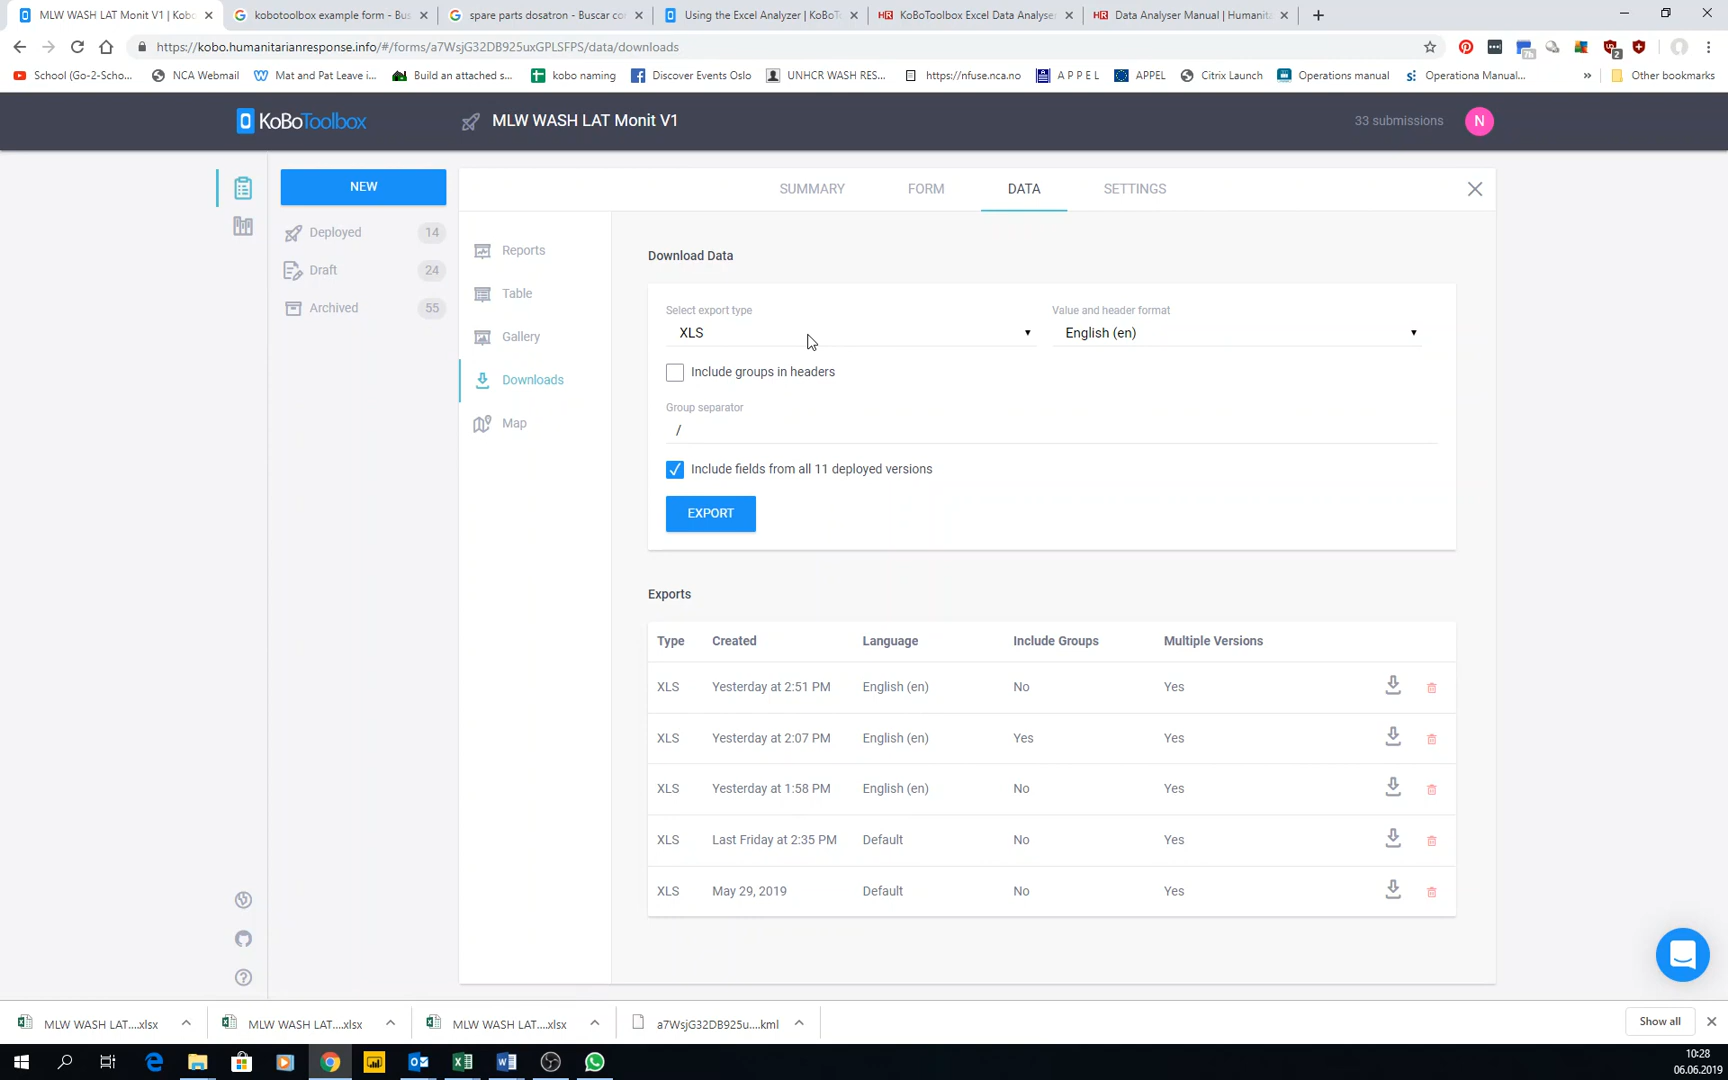 MLW WASH LAT Monit V1 | Kobo
kobotoolbox example form - Bus
spare parts dosatron - Buscar co
Using the Excel Analyzer | KoBoTo
KoBoToolbox Excel Data Analyser
Data Analyser Manual | Humanita
https://kobo.humanitarianresponse.info/#/forms/a7WsjG32DB925uxGPLSFPS/data/downloads
School (Go-2-Scho...
NCA Webmail
Mat and Pat Leave i...
Build an attached s...
kobo naming
Discover Events Oslo
UNHCR WASH RES...
https://nfuse.nca.no
A P P E L
APPEL
Citrix Launch
Operations manual
Operationa Manual...
»
Other bookmarks
KoBoToolbox
MLW WASH LAT Monit V1
33 submissions
N
NEW
Deployed 14
Draft 24
Archived 55
SUMMARY
FORM
DATA
SETTINGS
Reports
Table
Gallery
Downloads
Map
Download Data
Select export type
XLS
Value and header format
English (en)
Include groups in headers
Group separator
/
Include fields from all 11 deployed versions
EXPORT
Exports
Type Created Language Include Groups Multiple Versions
XLS Yesterday at 2:51 PM English (en) No Yes
XLS Yesterday at 2:07 PM English (en) Yes Yes
XLS Yesterday at 1:58 PM English (en) No Yes
XLS Last Friday at 2:35 PM Default No Yes
XLS May 29, 2019 Default No Yes
MLW WASH LAT....xlsx
MLW WASH LAT....xlsx
MLW WASH LAT....xlsx
a7WsjG32DB925u....kml
Show all
10:28
06.06.2019